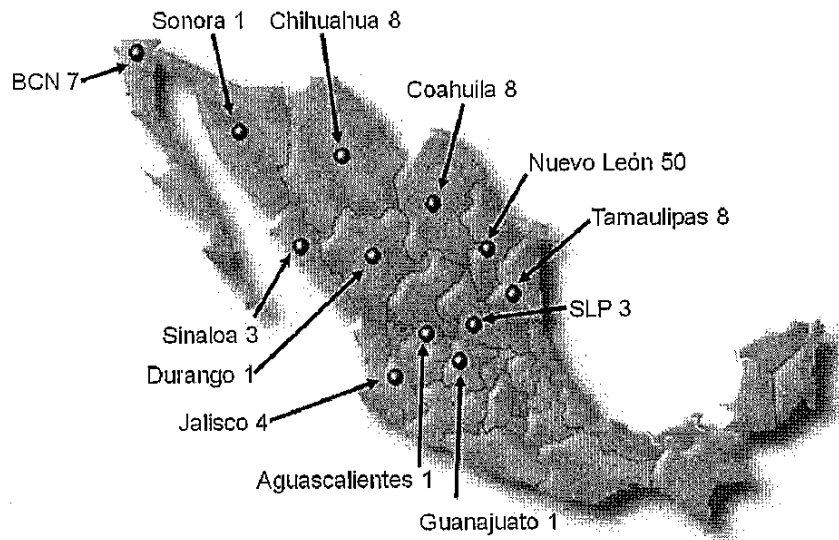 Sonora 1
Chihuahua 8
BCN 7
Coahuila 8
Nuevo León 50
Tamaulipas 8
SLP 3
Sinaloa 3
Durango 1
Jalisco 4
Aguascalientes 1
Guanajuato 1